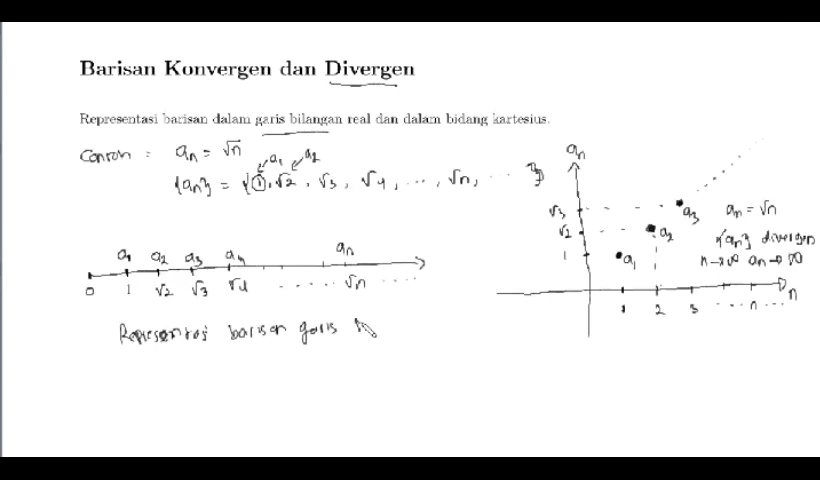 Barisan Konvergen dan Divergen
Representasi barisan dalam garis bilangan real dan dalam bidang kartesius.
Contoh : aₙ = √n
a₁ a₂
{aₙ} = {1, √2, √3, √4, ..., √n, ... }
a₁ a₂ a₃ a₄ aₙ
0 1 √2 √3 √4 ..... √n ....
Representasi barisan garis
aₙ
√3 a₃ aₙ = √n
√2 a₂ {aₙ} divergen
1 a₁ n→∞ aₙ→∞
n
1 2 3 ... n ...